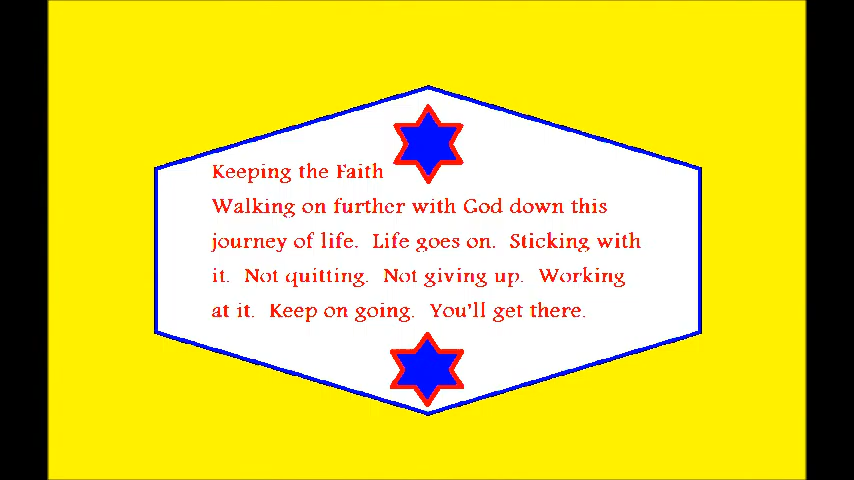 Keeping the Faith
Walking on further with God down this
journey of life.  Life goes on.  Sticking with
it.  Not quitting.  Not giving up.  Working
at it.  Keep on going.  You'll get there.